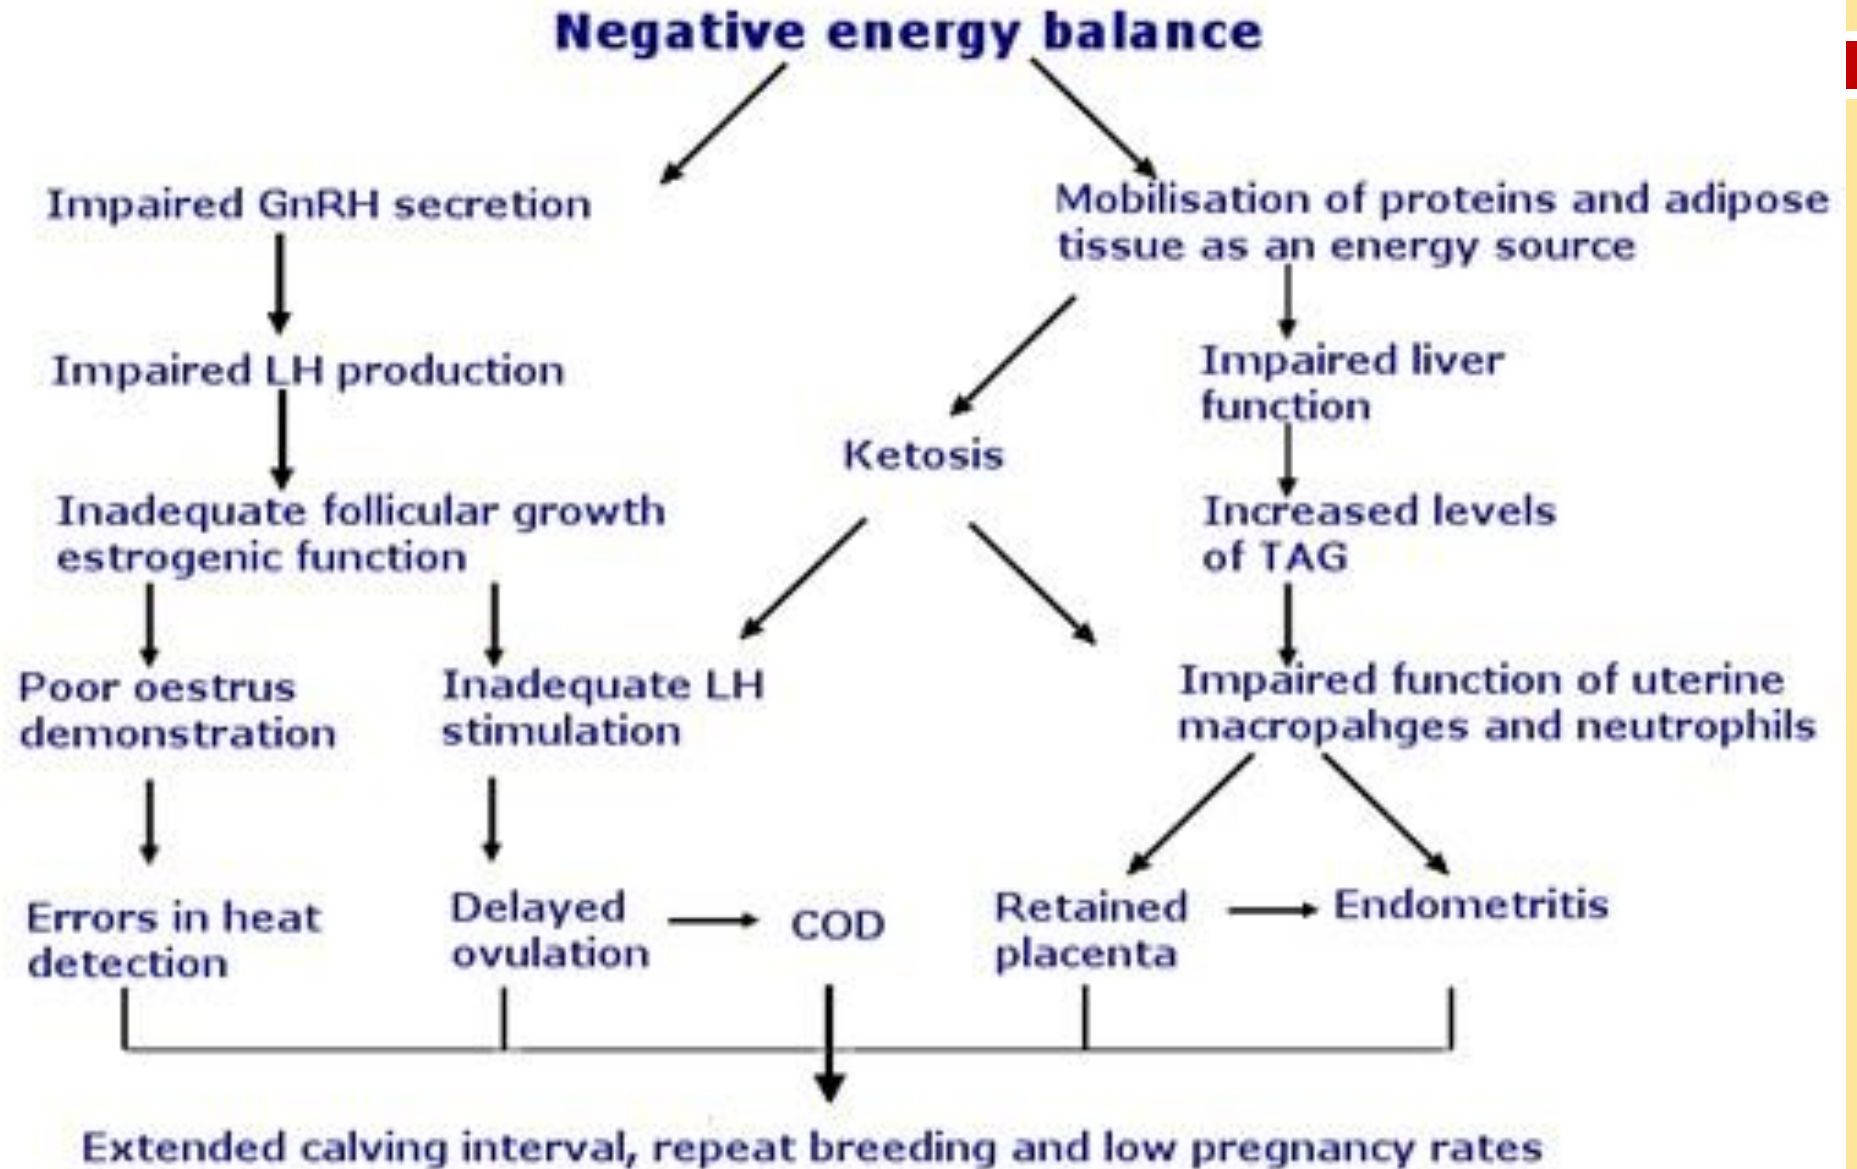 Negative energy balance
Impaired GnRH secretion
Mobilisation of proteins and adipose
tissue as an energy source
Impaired LH production
Impaired liver
function
Ketosis
Inadequate follicular growth
estrogenic function
Increased levels
of TAG
Poor oestrus
demonstration
Inadequate LH
stimulation
Impaired function of uterine
macropahges and neutrophils
Errors in heat
detection
Delayed
ovulation
COD
Retained
placenta
Endometritis
Extended calving interval, repeat breeding and low pregnancy rates